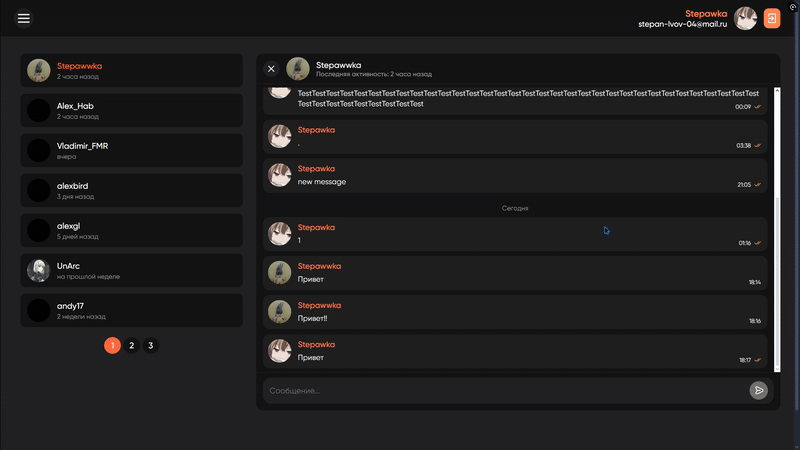 Stepawka
stepan-lvov-04@mail.ru
Stepawwka
2 часа назад
Alex_Hab
2 часа назад
Vladimir_FMR
вчера
alexbird
3 дня назад
alexgl
5 дней назад
UnArc
на прошлой неделе
andy17
2 недели назад
1 2 3
Stepawwka
Последняя активность: 2 часа назад
TestTestTestTestTestTestTestTestTestTestTestTestTestTestTestTestTestTestTestTestTestTestTestTestTestTestTestTestTestTestTestTestTest
TestTestTestTestTestTestTestTestTest
00:09
Stepawka
.
03:38
Stepawka
new message
21:05
Сегодня
Stepawka
1
01:16
Stepawwka
Привет
18:14
Stepawwka
Привет!!
18:16
Stepawka
Привет
18:17
Сообщение...